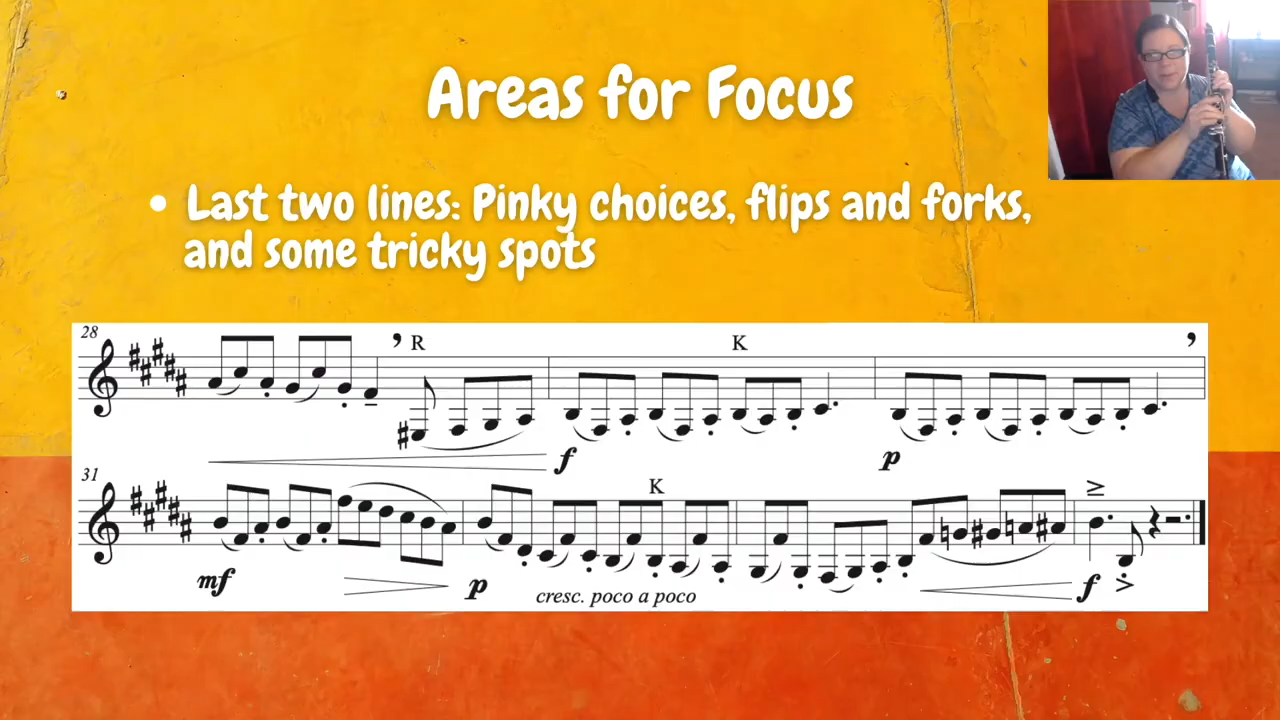 Areas for Focus
• Last two lines: Pinky choices, flips and forks,
and some tricky spots
28
R
K
f
p
31
K
mf
p
cresc. poco a poco
f